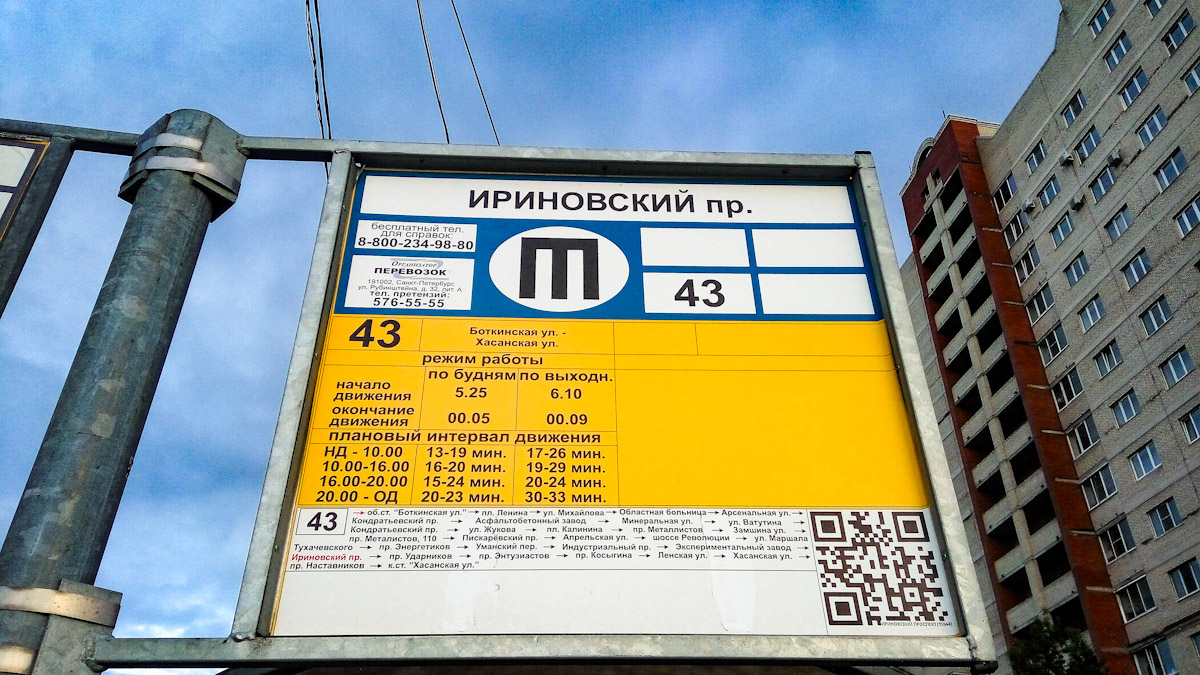 ИРИНОВСКИЙ пр.
бесплатный тел.
для справок:
8-800-234-98-80
Организатор
ПЕРЕВОЗОК
191002, Санкт-Петербург,
ул. Рубинштейна, д. 32, лит. А
тел. претензий:
576-55-55
Т
43
43
Боткинская ул. -
Хасанская ул.
режим работы
по будням по выходн.
начало движения 5.25 6.10
окончание движения 00.05 00.09
плановый интервал движения
НД - 10.00 13-19 мин. 17-26 мин.
10.00-16.00 16-20 мин. 19-29 мин.
16.00-20.00 15-24 мин. 20-24 мин.
20.00 - ОД 20-23 мин. 30-33 мин.
43
→ об.ст. "Боткинская ул." → пл. Ленина → ул. Михайлова → Областная больница → Арсенальная ул. →
Кондратьевский пр. → Асфальтобетонный завод → Минеральная ул. → ул. Ватутина →
Кондратьевский пр. → ул. Жукова → пл. Калинина → пр. Металлистов → Замшина ул. →
пр. Металистов, 110 → Пискарёвский пр. → Апрельская ул. → шоссе Революции → ул. Маршала
Тухачевского → пр. Энергетиков → Уманский пер. → Индустриальный пр. → Экспериментальный завод →
Ириновский пр. → пр. Ударников → пр. Энтузиастов → пр. Косыгина → Ленская ул. → Хасанская ул. →
пр. Наставников → к.ст. "Хасанская ул."